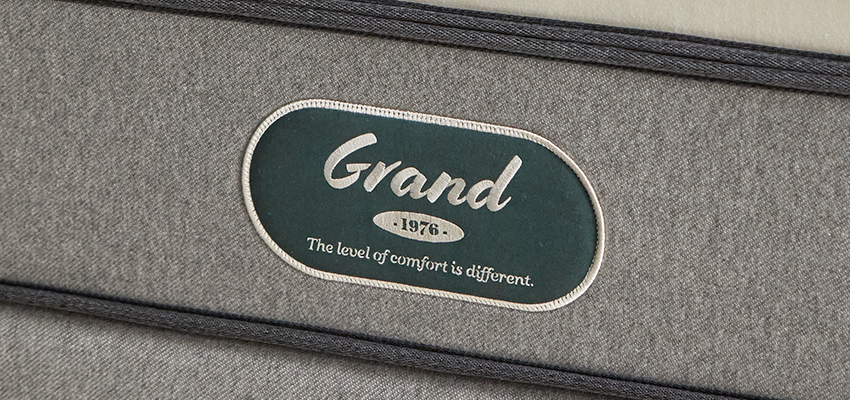 Grand
-1976-
The level of comfort is different.